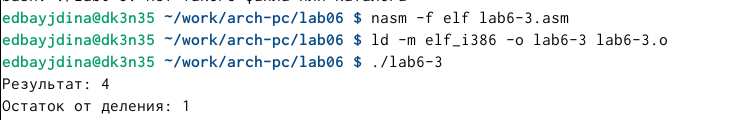 edbayjdina@dk3n35 ~/work/arch-pc/lab06 $ nasm -f elf lab6-3.asm
edbayjdina@dk3n35 ~/work/arch-pc/lab06 $ ld -m elf_i386 -o lab6-3 lab6-3.o
edbayjdina@dk3n35 ~/work/arch-pc/lab06 $ ./lab6-3
Результат: 4
Остаток от деления: 1